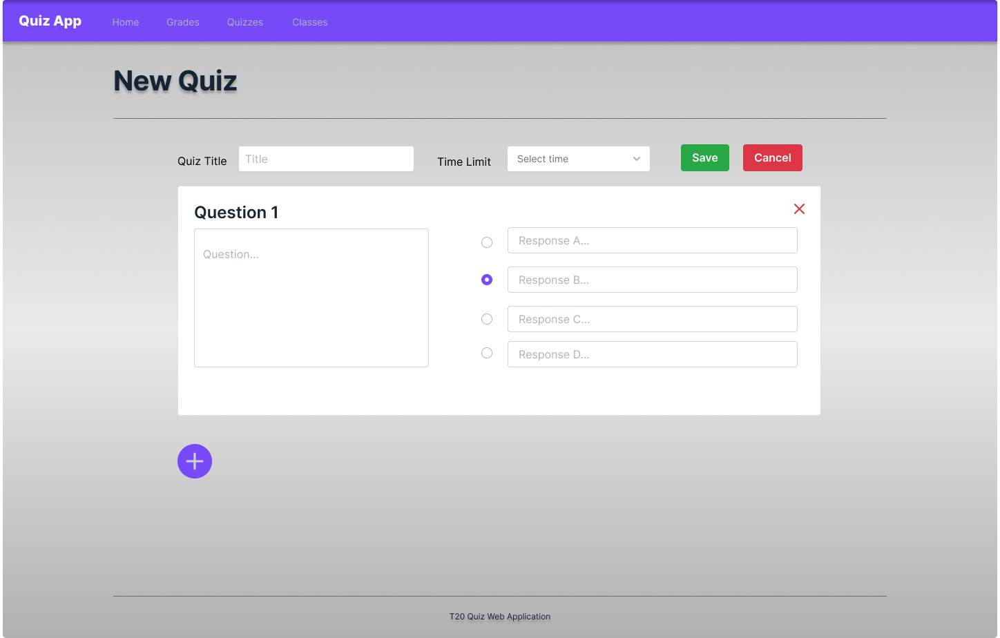 Quiz App Home Grades Quizzes Classes
New Quiz
Quiz Title Title Time Limit Select time Save Cancel
Question 1
Question...
Response A...
Response B...
Response C...
Response D...
T20 Quiz Web Application